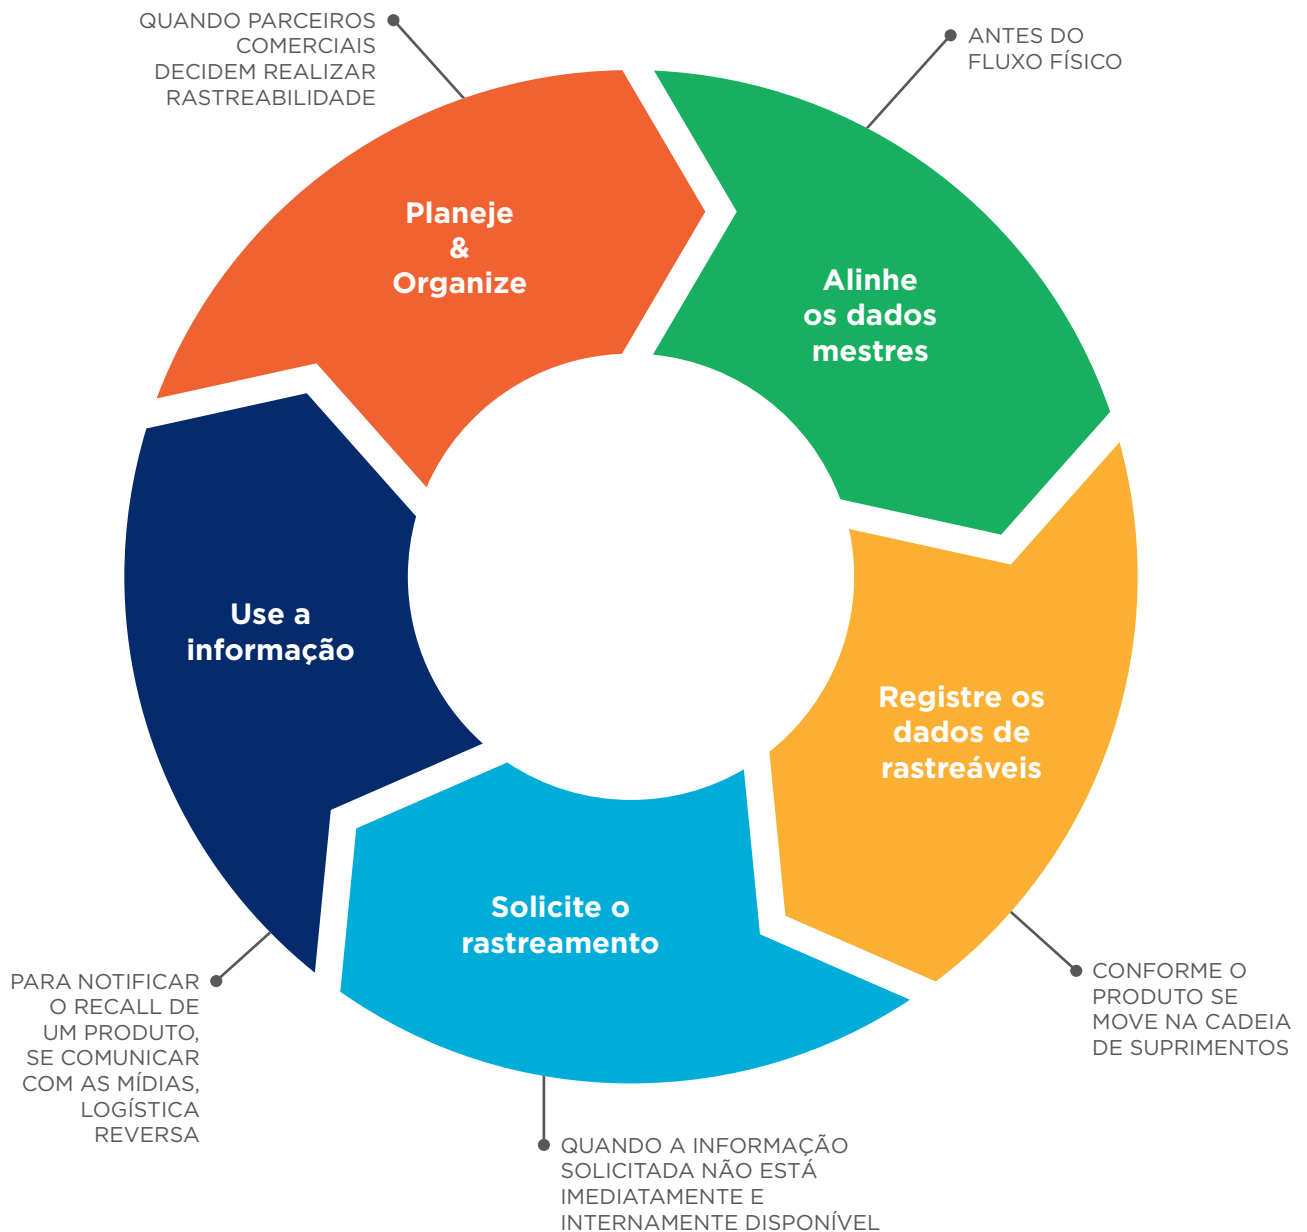 QUANDO PARCEIROS
COMERCIAIS
DECIDEM REALIZAR
RASTREABILIDADE
ANTES DO
FLUXO FÍSICO
Planeje
&
Organize
Alinhe
os dados
mestres
Use a
informação
Registre os
dados de
rastreáveis
Solicite o
rastreamento
PARA NOTIFICAR
O RECALL DE
UM PRODUTO,
SE COMUNICAR
COM AS MÍDIAS,
LOGÍSTICA
REVERSA
CONFORME O
PRODUTO SE
MOVE NA CADEIA
DE SUPRIMENTOS
QUANDO A INFORMAÇÃO
SOLICITADA NÃO ESTÁ
IMEDIATAMENTE E
INTERNAMENTE DISPONÍVEL